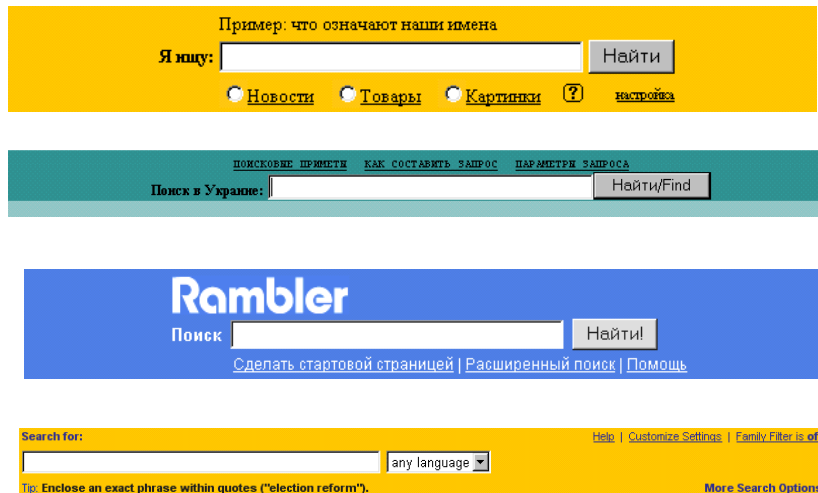 Пример: что означают наши имена
Я ищу: Найти
Новости Товары Картинки ? настройка
ПОИСКОВЫЕ ПРИМЕТЫ КАК СОСТАВИТЬ ЗАПРОС ПАРАМЕТРЫ ЗАПРОСА
Поиск в Украине: Найти/Find
Rambler
Поиск Найти!
Сделать стартовой страницей | Расширенный поиск | Помощь
Search for: Help | Customize Settings | Family Filter is of
any language
Tip: Enclose an exact phrase within quotes ("election reform"). More Search Options